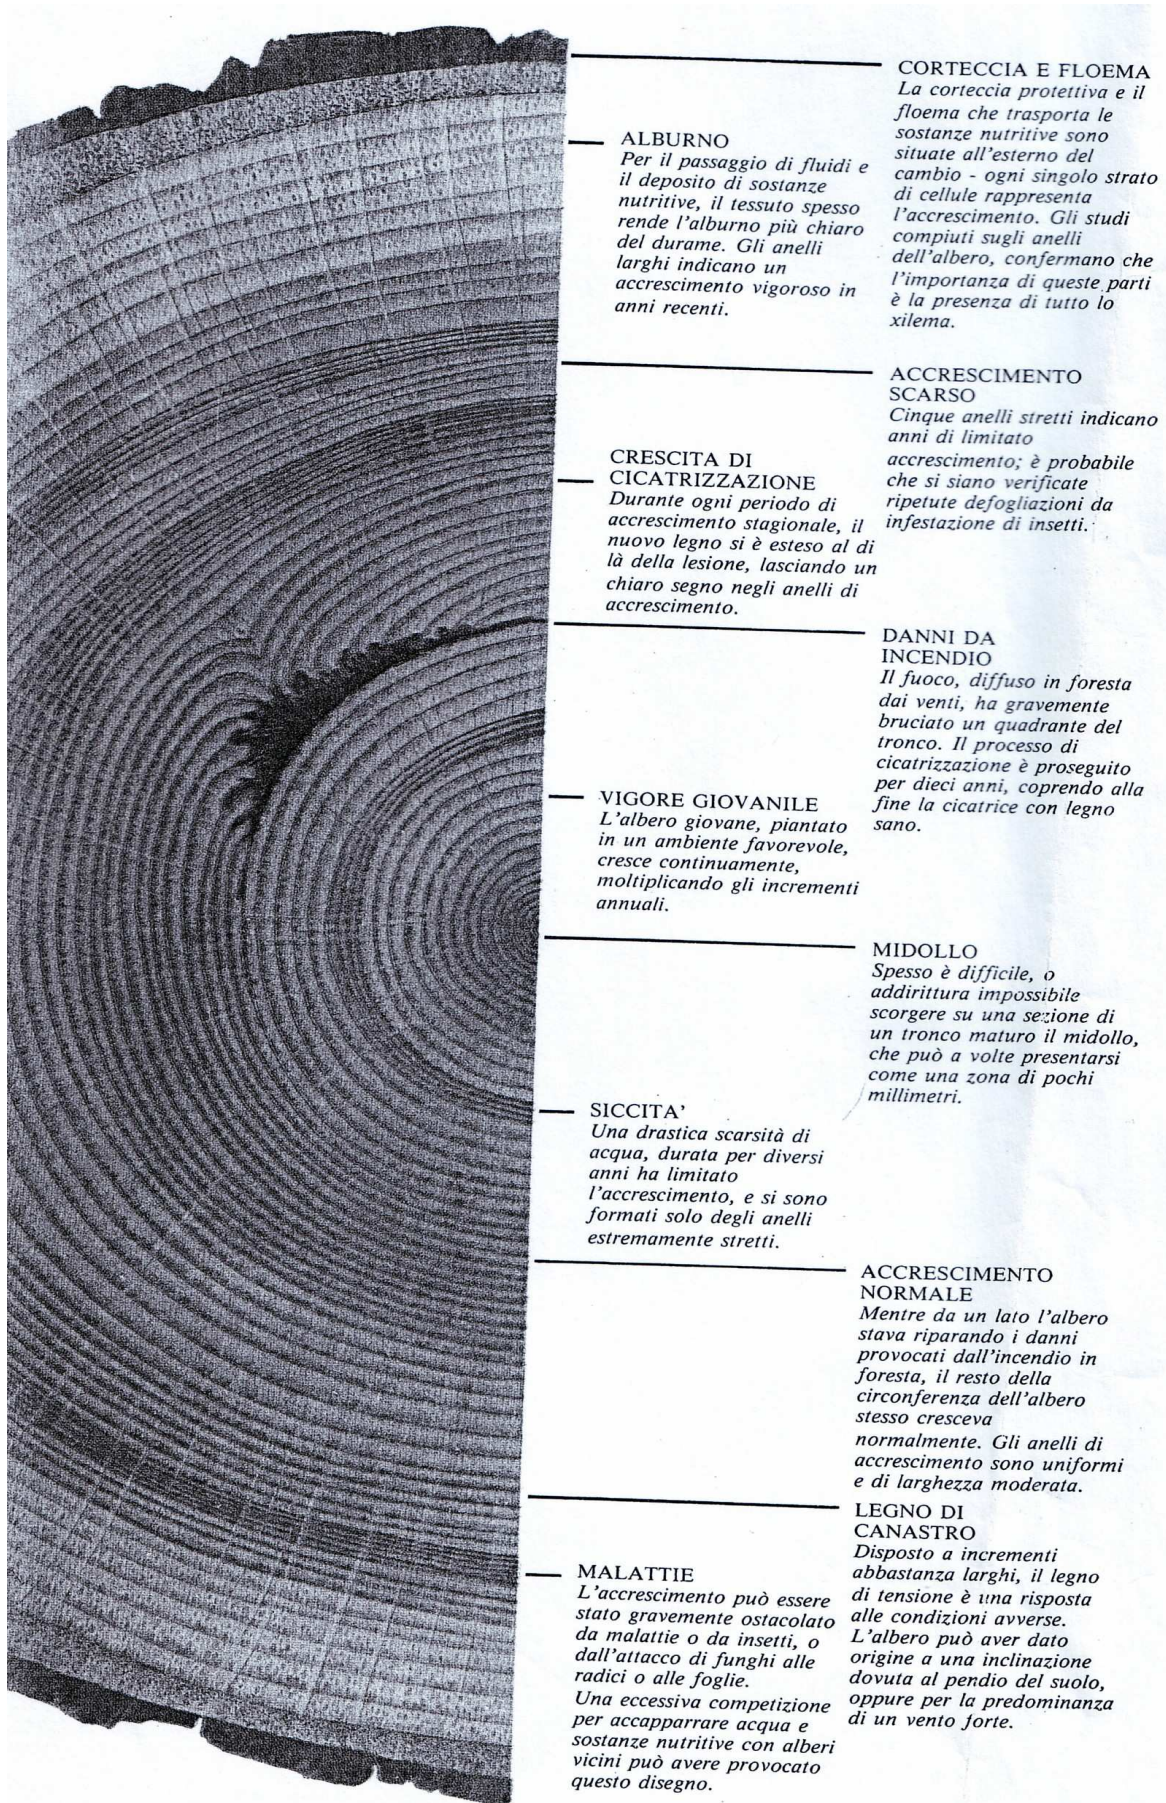 CORTECCIA E FLOEMA
La corteccia protettiva e il
floema che trasporta le
sostanze nutritive sono
situate all'esterno del
cambio - ogni singolo strato
di cellule rappresenta
l'accrescimento. Gli studi
compiuti sugli anelli
dell'albero, confermano che
l'importanza di queste parti
è la presenza di tutto lo
xilema.
ALBURNO
Per il passaggio di fluidi e
il deposito di sostanze
nutritive, il tessuto spesso
rende l'alburno più chiaro
del durame. Gli anelli
larghi indicano un
accrescimento vigoroso in
anni recenti.
ACCRESCIMENTO
SCARSO
Cinque anelli stretti indicano
anni di limitato
accrescimento; è probabile
che si siano verificate
ripetute defogliazioni da
infestazione di insetti.
CRESCITA DI
CICATRIZZAZIONE
Durante ogni periodo di
accrescimento stagionale, il
nuovo legno si è esteso al di
là della lesione, lasciando un
chiaro segno negli anelli di
accrescimento.
DANNI DA
INCENDIO
Il fuoco, diffuso in foresta
dai venti, ha gravemente
bruciato un quadrante del
tronco. Il processo di
cicatrizzazione è proseguito
per dieci anni, coprendo alla
fine la cicatrice con legno
sano.
VIGORE GIOVANILE
L'albero giovane, piantato
in un ambiente favorevole,
cresce continuamente,
moltiplicando gli incrementi
annuali.
MIDOLLO
Spesso è difficile, o
addirittura impossibile
scorgere su una sezione di
un tronco maturo il midollo,
che può a volte presentarsi
come una zona di pochi
millimetri.
SICCITA'
Una drastica scarsità di
acqua, durata per diversi
anni ha limitato
l'accrescimento, e si sono
formati solo degli anelli
estremamente stretti.
ACCRESCIMENTO
NORMALE
Mentre da un lato l'albero
stava riparando i danni
provocati dall'incendio in
foresta, il resto della
circonferenza dell'albero
stesso cresceva
normalmente. Gli anelli di
accrescimento sono uniformi
e di larghezza moderata.
LEGNO DI
CANASTRO
Disposto a incrementi
abbastanza larghi, il legno
di tensione è una risposta
alle condizioni avverse.
L'albero può aver dato
origine a una inclinazione
dovuta al pendio del suolo,
oppure per la predominanza
di un vento forte.
MALATTIE
L'accrescimento può essere
stato gravemente ostacolato
da malattie o da insetti, o
dall'attacco di funghi alle
radici o alle foglie.
Una eccessiva competizione
per accapparrare acqua e
sostanze nutritive con alberi
vicini può avere provocato
questo disegno.